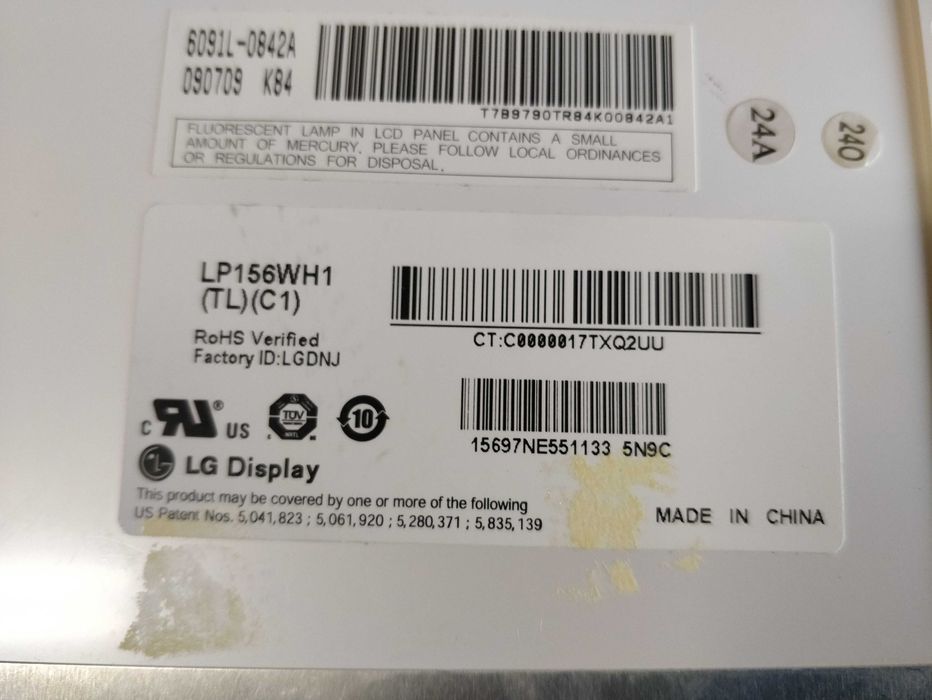 6091L-0842A
090709 K84
T7B9790TR84K00842A1
FLUORESCENT LAMP IN LCD PANEL CONTAINS A SMALL
AMOUNT OF MERCURY. PLEASE FOLLOW LOCAL ORDINANCES
OR REGULATIONS FOR DISPOSAL.
24A
240
LP156WH1
(TL)(C1)
RoHS Verified
Factory ID:LGDNJ
CT:C0000017TXQ2UU
15697NE551133 5N9C
c RU® US
TUV
10
LG Display
This product may be covered by one or more of the following
US Patent Nos. 5,041,823 ; 5,061,920 ; 5,280,371 ; 5,835,139
MADE IN CHINA